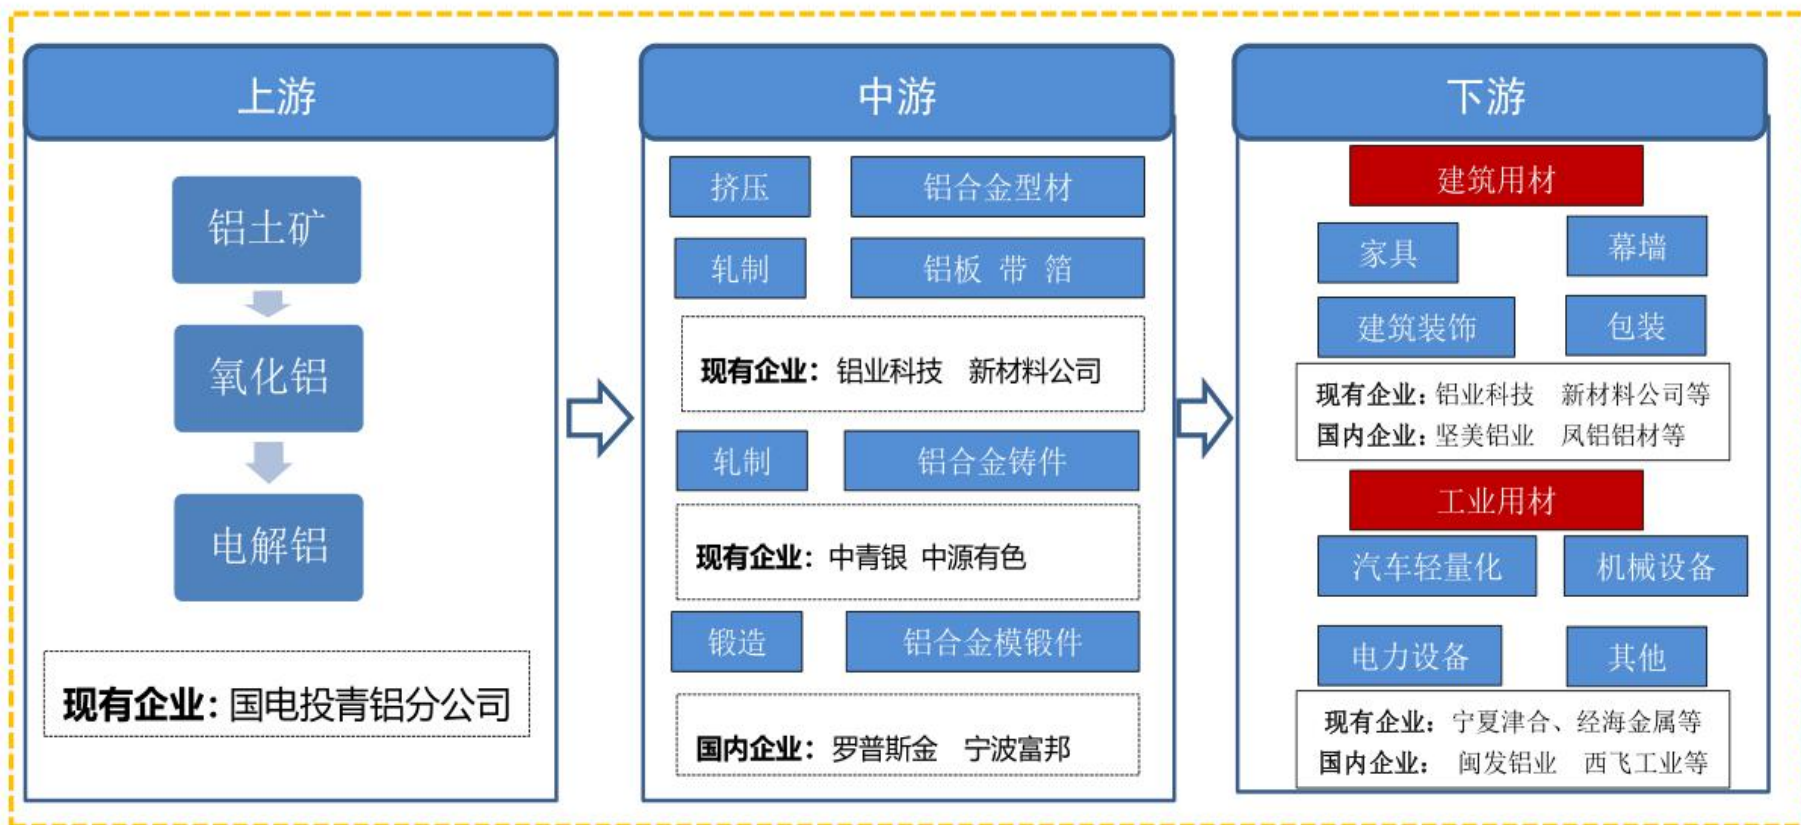 上游
铝土矿
氧化铝
电解铝
现有企业：国电投青铝分公司
中游
挤压 铝合金型材
轧制 铝板 带 箔
现有企业：铝业科技 新材料公司
轧制 铝合金铸件
现有企业：中青银 中源有色
锻造 铝合金模锻件
国内企业：罗普斯金 宁波富邦
下游
建筑用材
家具 幕墙
建筑装饰 包装
现有企业：铝业科技 新材料公司等
国内企业：坚美铝业 凤铝铝材等
工业用材
汽车轻量化 机械设备
电力设备 其他
现有企业：宁夏津合、经海金属等
国内企业： 闽发铝业 西飞工业等